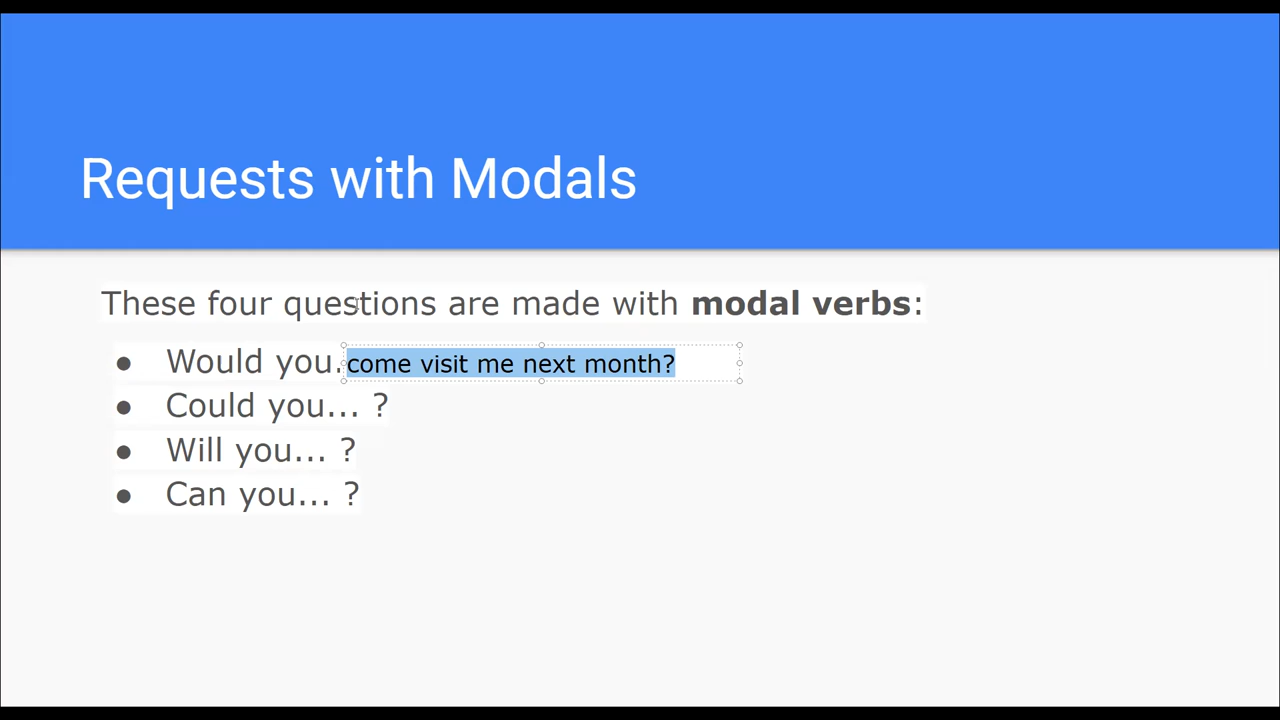 Requests with Modals
These four questions are made with modal verbs:
● Would you.come visit me next month?
● Could you... ?
● Will you... ?
● Can you... ?